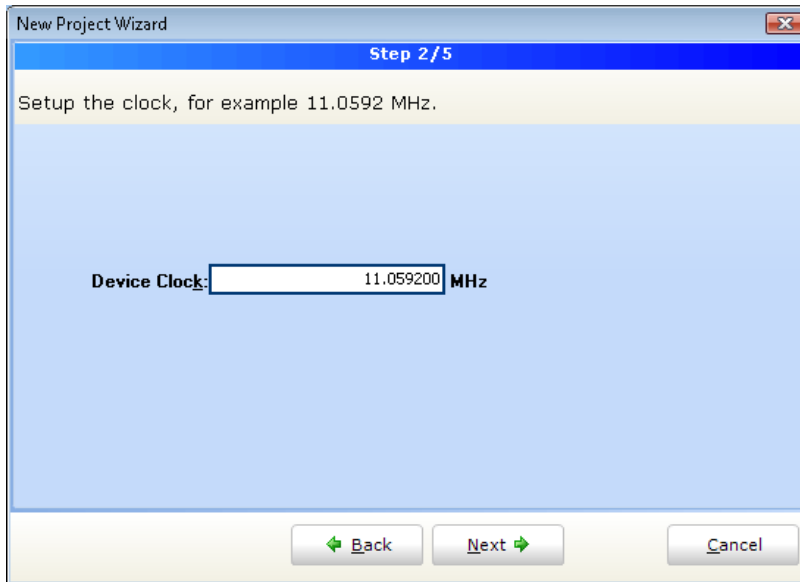 New Project Wizard
Step 2/5
Setup the clock, for example 11.0592 MHz.
Device Clock: 11.059200 MHz
Back Next Cancel